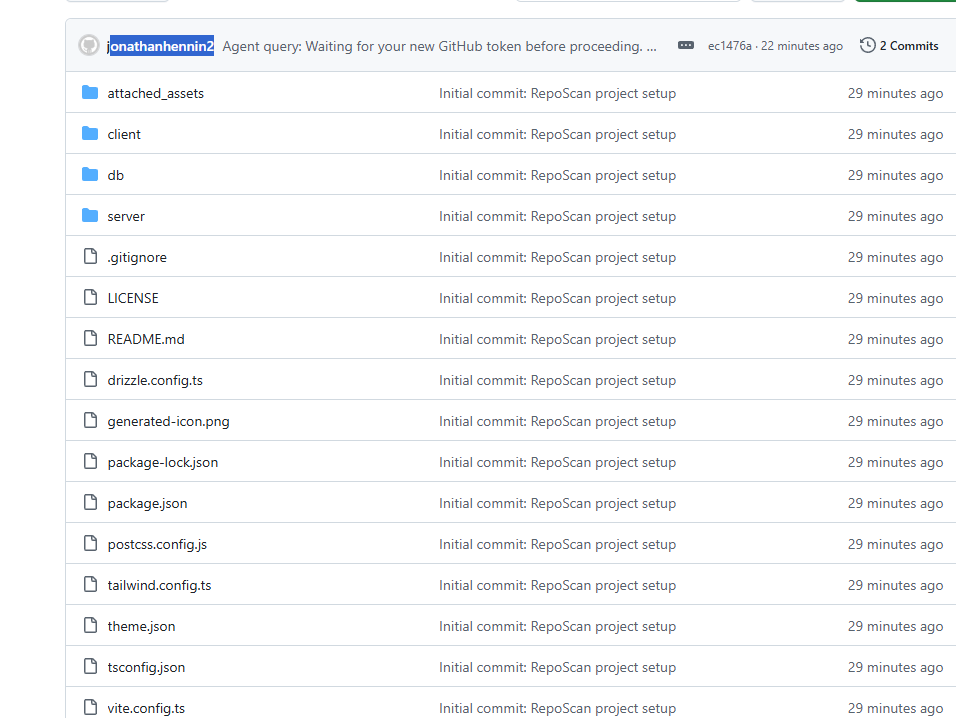 jonathanhennin2 Agent query: Waiting for your new GitHub token before proceeding. ... ec1476a · 22 minutes ago 2 Commits
attached_assets Initial commit: RepoScan project setup 29 minutes ago
client Initial commit: RepoScan project setup 29 minutes ago
db Initial commit: RepoScan project setup 29 minutes ago
server Initial commit: RepoScan project setup 29 minutes ago
.gitignore Initial commit: RepoScan project setup 29 minutes ago
LICENSE Initial commit: RepoScan project setup 29 minutes ago
README.md Initial commit: RepoScan project setup 29 minutes ago
drizzle.config.ts Initial commit: RepoScan project setup 29 minutes ago
generated-icon.png Initial commit: RepoScan project setup 29 minutes ago
package-lock.json Initial commit: RepoScan project setup 29 minutes ago
package.json Initial commit: RepoScan project setup 29 minutes ago
postcss.config.js Initial commit: RepoScan project setup 29 minutes ago
tailwind.config.ts Initial commit: RepoScan project setup 29 minutes ago
theme.json Initial commit: RepoScan project setup 29 minutes ago
tsconfig.json Initial commit: RepoScan project setup 29 minutes ago
vite.config.ts Initial commit: RepoScan project setup 29 minutes ago